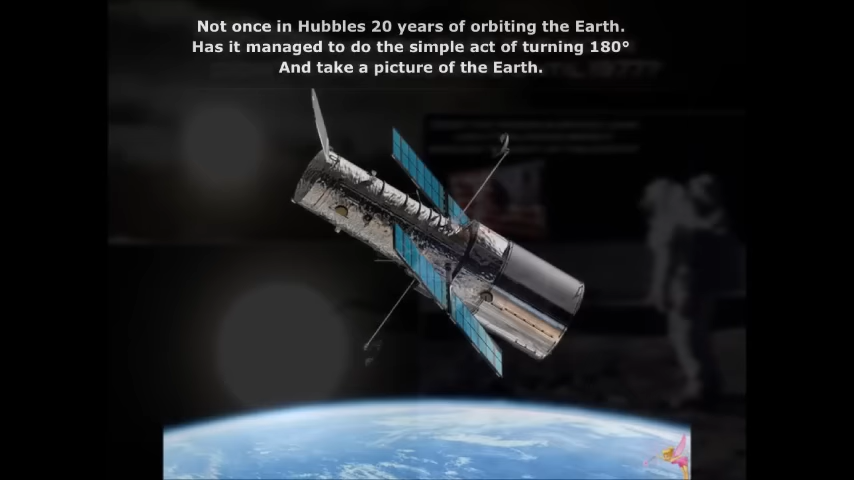 Not once in Hubbles 20 years of orbiting the Earth.
Has it managed to do the simple act of turning 180°
And take a picture of the Earth.